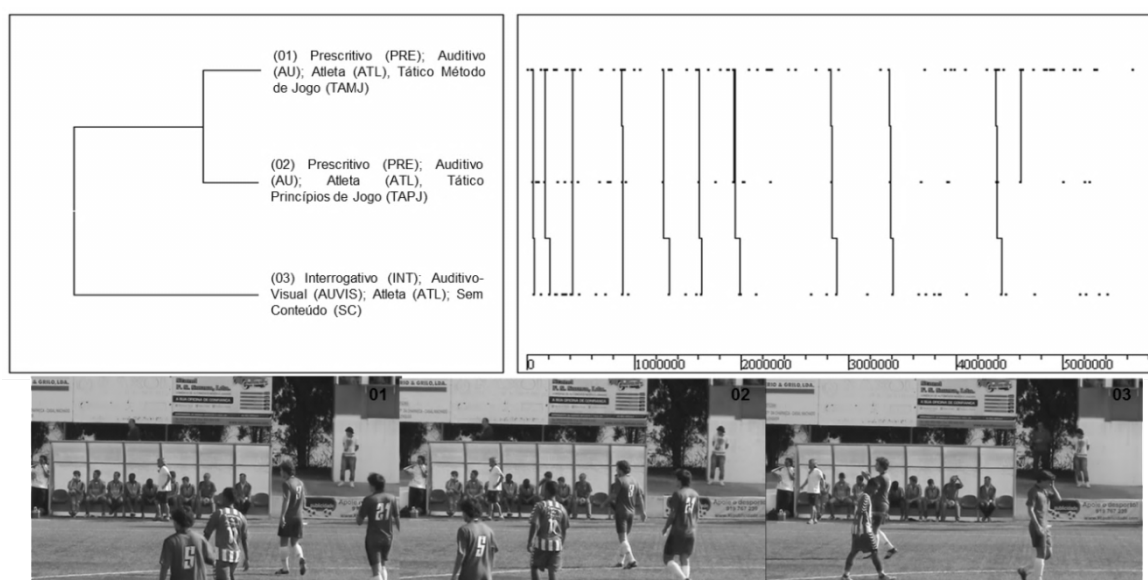 (01) Prescritivo (PRE); Auditivo
(AU); Atleta (ATL), Tático Método
de Jogo (TAMJ)
(02) Prescritivo (PRE); Auditivo
(AU); Atleta (ATL), Tático
Princípios de Jogo (TAPJ)
(03) Interrogativo (INT); Auditivo-
Visual (AUVIS); Atleta (ATL); Sem
Conteúdo (SC)
0 1000000 2000000 3000000 4000000 5000000
01 02 03
5 10 21
5 10